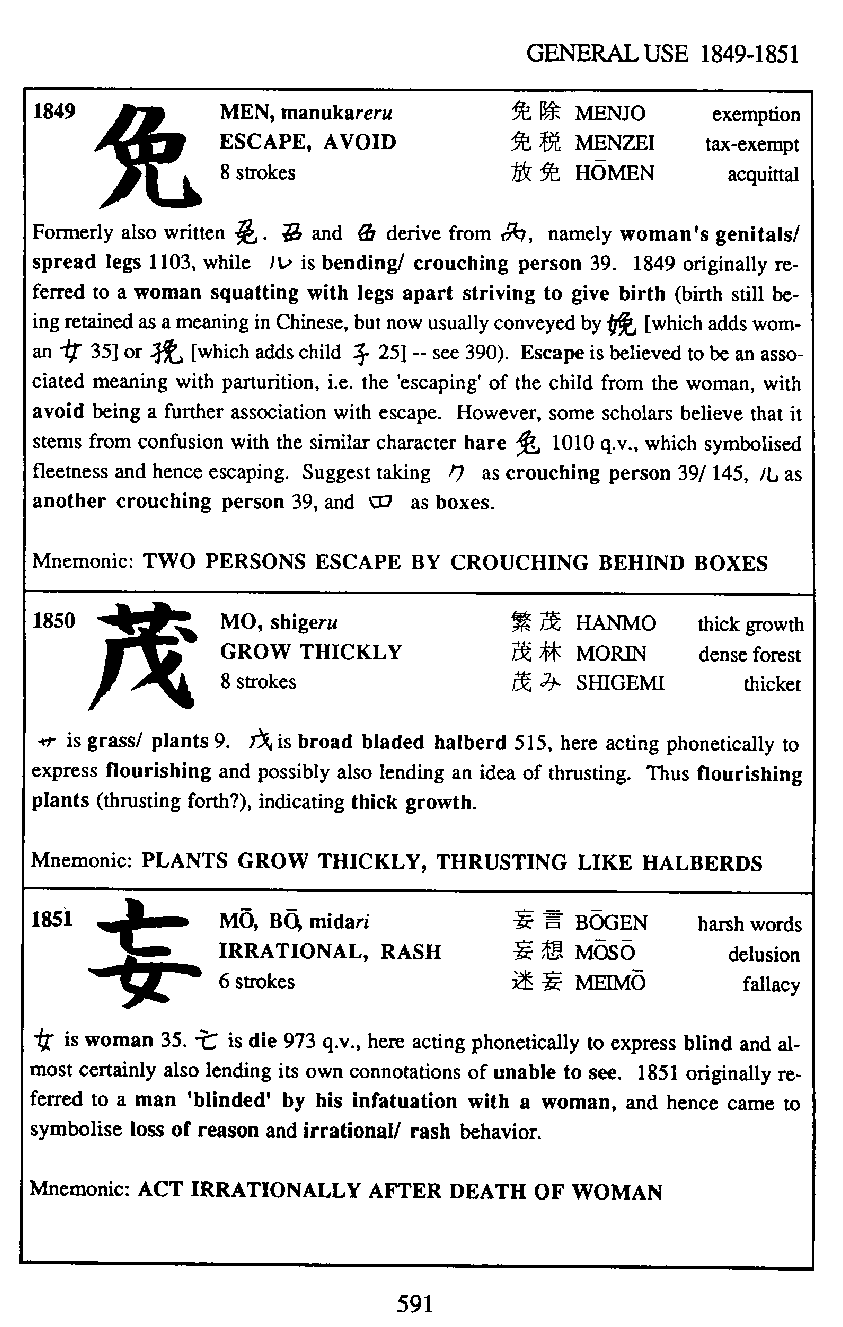 GENERAL USE 1849-1851
1849 免 MEN, manukareru 免除 MENJO exemption
ESCAPE, AVOID 免税 MENZEI tax-exempt
8 strokes 放免 HŌMEN acquittal
Formerly also written . and derive from , namely woman's genitals/
spread legs 1103, while is bending/ crouching person 39. 1849 originally re-
ferred to a woman squatting with legs apart striving to give birth (birth still be-
ing retained as a meaning in Chinese, but now usually conveyed by 娩 [which adds wom-
an 女 35] or [which adds child 子 25] -- see 390). Escape is believed to be an asso-
ciated meaning with parturition, i.e. the 'escaping' of the child from the woman, with
avoid being a further association with escape. However, some scholars believe that it
stems from confusion with the similar character hare 兔 1010 q.v., which symbolised
fleetness and hence escaping. Suggest taking ク as crouching person 39/ 145, 儿 as
another crouching person 39, and as boxes.
Mnemonic: TWO PERSONS ESCAPE BY CROUCHING BEHIND BOXES
1850 茂 MO, shigeru 繁茂 HANMO thick growth
GROW THICKLY 茂林 MORIN dense forest
8 strokes 茂み SHIGEMI thicket
艹 is grass/ plants 9. 戊 is broad bladed halberd 515, here acting phonetically to
express flourishing and possibly also lending an idea of thrusting. Thus flourishing
plants (thrusting forth?), indicating thick growth.
Mnemonic: PLANTS GROW THICKLY, THRUSTING LIKE HALBERDS
1851 妄 MŌ, BŌ, midari 妄言 BŌGEN harsh words
IRRATIONAL, RASH 妄想 MŌSŌ delusion
6 strokes 迷妄 MEIMŌ fallacy
女 is woman 35. 亡 is die 973 q.v., here acting phonetically to express blind and al-
most certainly also lending its own connotations of unable to see. 1851 originally re-
ferred to a man 'blinded' by his infatuation with a woman, and hence came to
symbolise loss of reason and irrational/ rash behavior.
Mnemonic: ACT IRRATIONALLY AFTER DEATH OF WOMAN
591